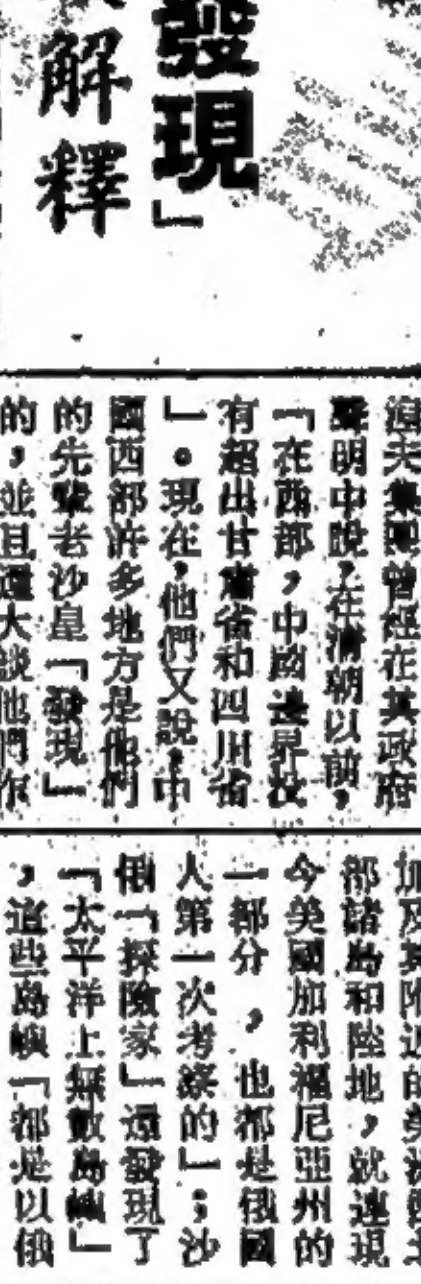 發現」
解釋
涅夫集團曾經在其政府
聲明中說，在清朝以前，
「在西部，中國邊界沒
有超出甘肅省和四川省
」。現在，他們又說，中
國西部許多地方是他們
的先輩老沙皇「發現」
的，並且還大談他們作
加及其附近的美洲
部諸島和陸地，就連現
今美國加利福尼亞州的
一部分，也都是俄國
人第一次考察的」；沙
俄「探險家」還發現了
「太平洋上無數島嶼」
，這些島嶼「都是以俄